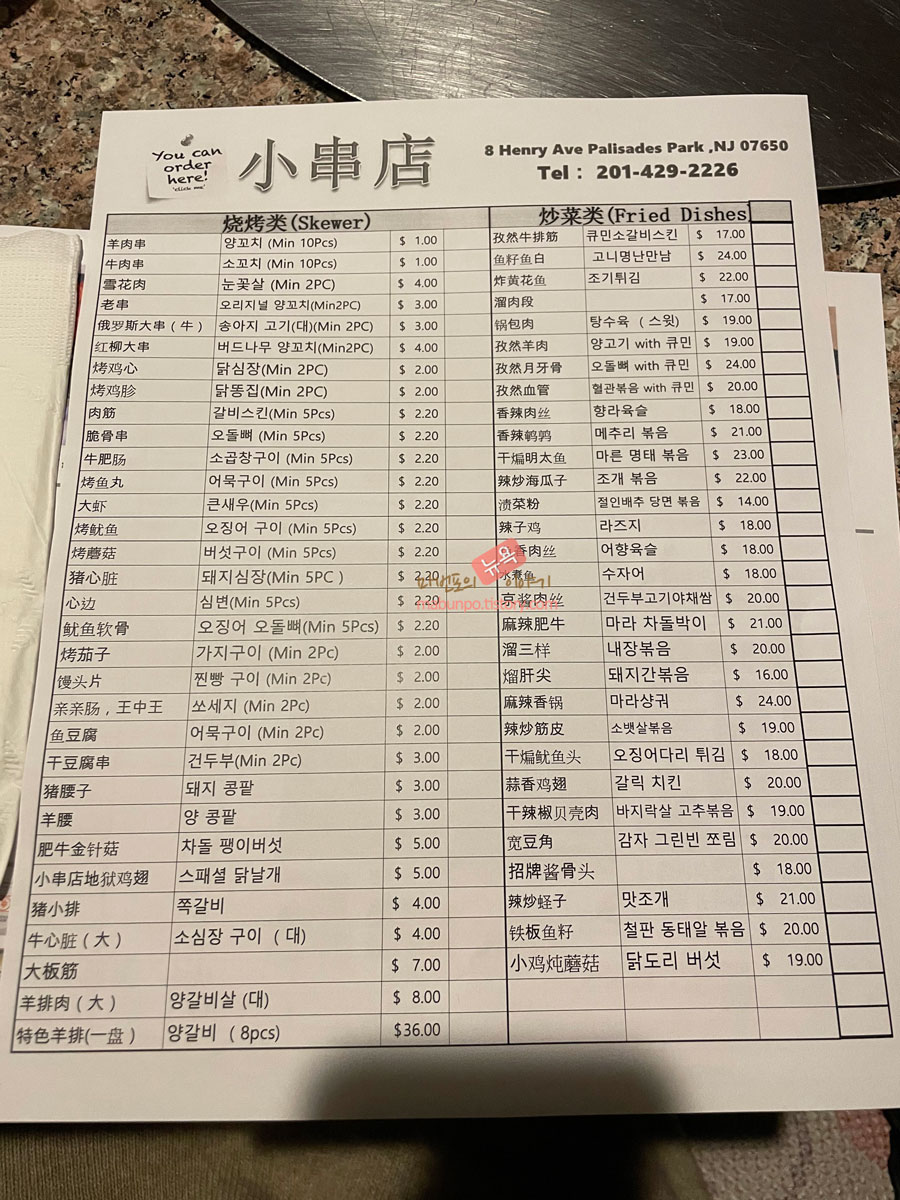 You can
order
here!
'click me'
小串店
8 Henry Ave Palisades Park ,NJ 07650
Tel： 201-429-2226
烧烤类(Skewer)
羊肉串 양꼬치 (Min 10Pcs) $ 1.00
牛肉串 소꼬치 (Min 10Pcs) $ 1.00
雪花肉 눈꽃살 (Min 2PC) $ 4.00
老串 오리지널 양꼬치(Min2PC) $ 3.00
俄罗斯大串（牛） 송아지 고기(대)(Min 2PC) $ 3.00
红柳大串 버드나무 양꼬치(Min2PC) $ 4.00
烤鸡心 닭심장(Min 2PC) $ 2.00
烤鸡胗 닭똥집(Min 2PC) $ 2.00
肉筋 갈비스킨(Min 5Pcs) $ 2.20
脆骨串 오돌뼈 (Min 5Pcs) $ 2.20
牛肥肠 소곱창구이 (Min 5Pcs) $ 2.20
烤鱼丸 어묵구이 (Min 5Pcs) $ 2.20
大虾 큰새우(Min 5Pcs) $ 2.20
烤鱿鱼 오징어 구이 (Min 5Pcs) $ 2.20
烤蘑菇 버섯구이 (Min 5Pcs) $ 2.20
猪心脏 돼지심장(Min 5PC ) $ 2.20
心边 심변(Min 5Pcs) $ 2.20
鱿鱼软骨 오징어 오돌뼈(Min 5Pcs) $ 2.20
烤茄子 가지구이 (Min 2Pc) $ 2.00
馒头片 찐빵 구이 (Min 2Pc) $ 2.00
亲亲肠，王中王 쏘세지 (Min 2Pc) $ 2.00
鱼豆腐 어묵구이 (Min 2Pc) $ 2.00
干豆腐串 건두부(Min 2Pc) $ 3.00
猪腰子 돼지 콩팥 $ 3.00
羊腰 양 콩팥 $ 3.00
肥牛金针菇 차돌 팽이버섯 $ 5.00
小串店地狱鸡翅 스패셜 닭날개 $ 5.00
猪小排 쪽갈비 $ 4.00
牛心脏（大） 소심장 구이 （대) $ 4.00
大板筋 $ 7.00
羊排肉（大） 양갈비살 (대) $ 8.00
特色羊排(一盘） 양갈비 （8pcs) $36.00
炒菜类(Fried Dishes
孜然牛排筋 큐민소갈비스킨 $ 17.00
鱼籽鱼白 고니명난만남 $ 24.00
炸黄花鱼 조기튀김 $ 22.00
溜肉段 $ 17.00
锅包肉 탕수육 （스윗) $ 19.00
孜然羊肉 양고기 with 큐민 $ 19.00
孜然月牙骨 오돌뼈 with 큐민 $ 24.00
孜然血管 혈관볶음 with 큐민 $ 20.00
香辣肉丝 향라육슬 $ 18.00
香辣鹌鹑 메추리 볶음 $ 21.00
干煸明太鱼 마른 명태 볶음 $ 23.00
辣炒海瓜子 조개 볶음 $ 22.00
渍菜粉 절인배추 당면 볶음 $ 14.00
辣子鸡 라즈지 $ 18.00
香肉丝 어향육슬 $ 18.00
水煮鱼 수자어 $ 18.00
京酱肉丝 건두부고기야채쌈 $ 20.00
麻辣肥牛 마라 차돌박이 $ 21.00
溜三样 내장볶음 $ 20.00
熘肝尖 돼지간볶음 $ 16.00
麻辣香锅 마라샹궈 $ 24.00
辣炒筋皮 소뱃살볶음 $ 19.00
干煸鱿鱼头 오징어다리 튀김 $ 18.00
蒜香鸡翅 갈릭 치킨 $ 20.00
干辣椒贝壳肉 바지락살 고추볶음 $ 19.00
宽豆角 감자 그린빈 쪼림 $ 20.00
招牌酱骨头 $ 18.00
辣炒蛏子 맛조개 $ 21.00
铁板鱼籽 철판 동태알 볶음 $ 20.00
小鸡炖蘑菇 닭도리 버섯 $ 19.00
뉴욕
마번포의 이야기
mabunpo.tistory.com